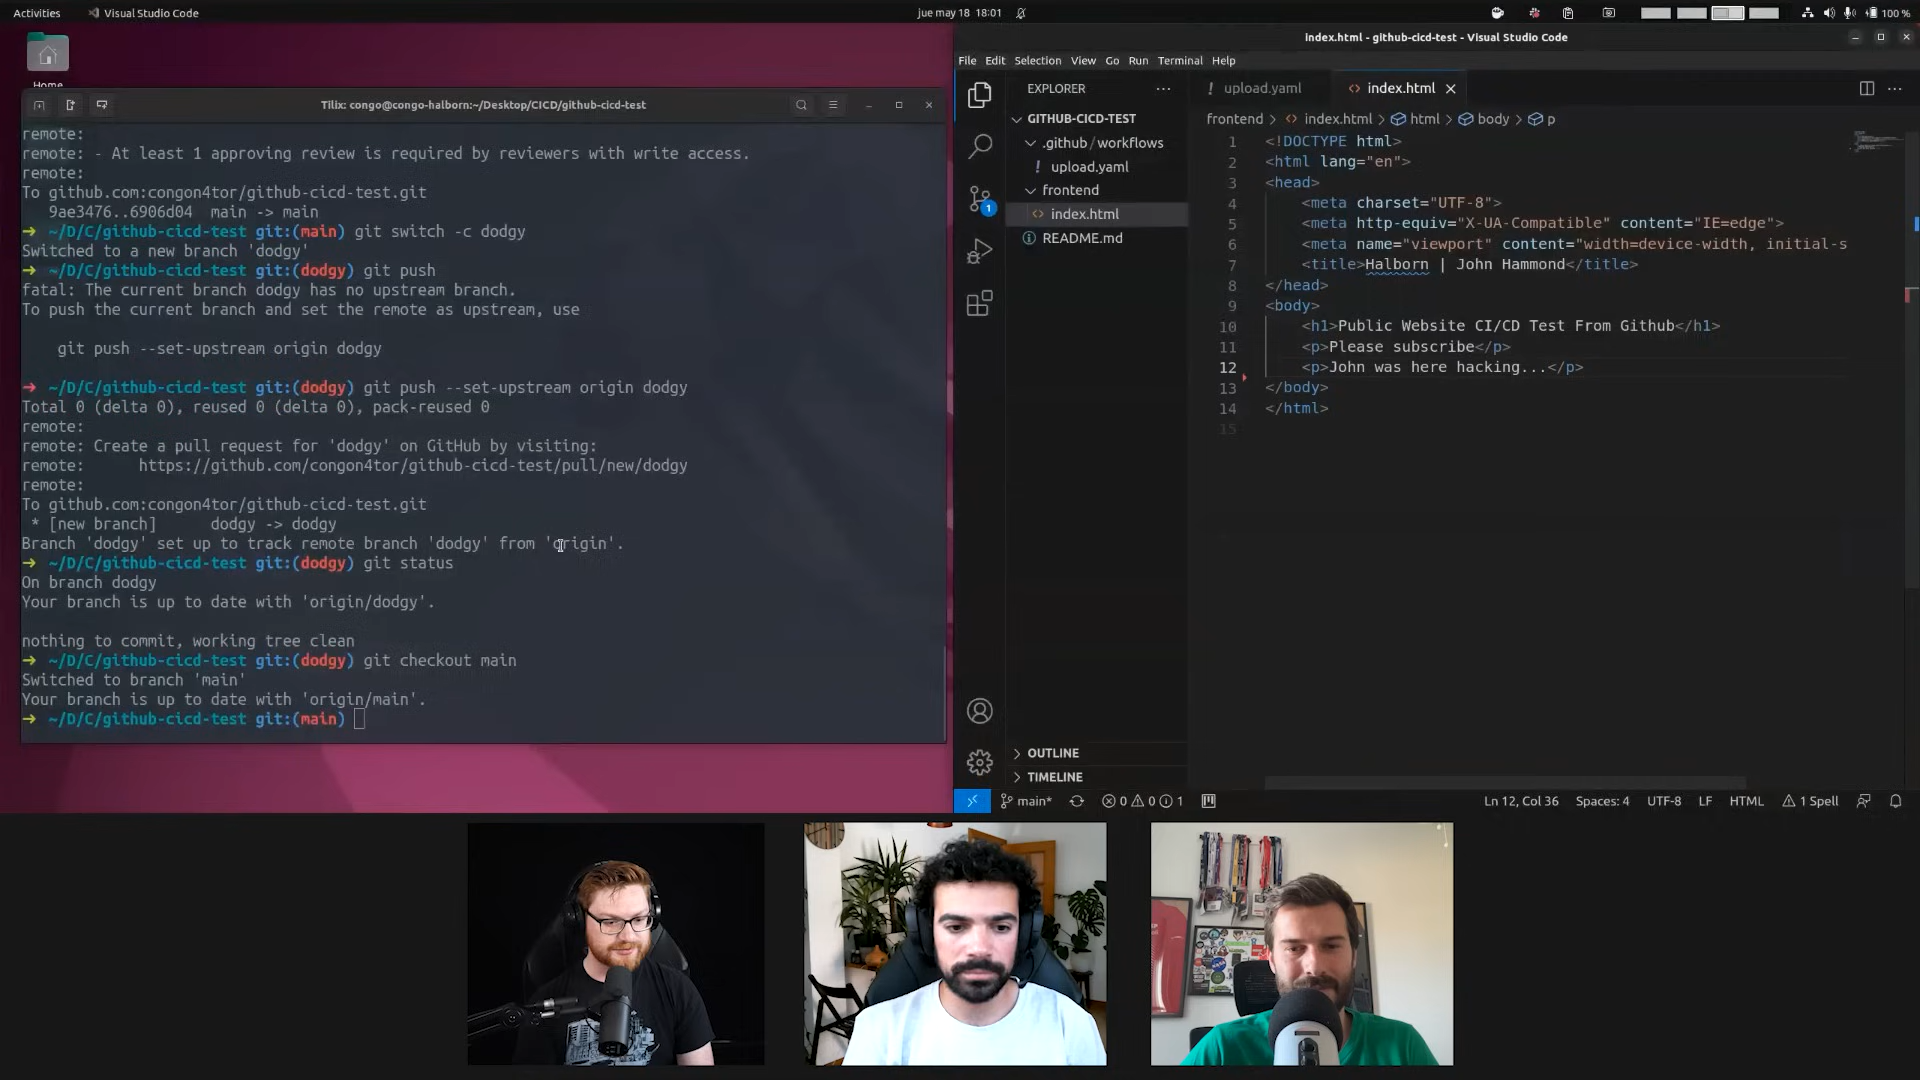 Activities
Visual Studio Code
jue may 18 18:01
100 %
Home
Tilix: congo@congo-halborn:~/Desktop/CICD/github-cicd-test
remote:
remote: - At least 1 approving review is required by reviewers with write access.
remote:
To github.com:congon4tor/github-cicd-test.git
9ae3476..6906d04 main -> main
→ ~/D/C/github-cicd-test git:(main) git switch -c dodgy
Switched to a new branch 'dodgy'
→ ~/D/C/github-cicd-test git:(dodgy) git push
fatal: The current branch dodgy has no upstream branch.
To push the current branch and set the remote as upstream, use
git push --set-upstream origin dodgy
→ ~/D/C/github-cicd-test git:(dodgy) git push --set-upstream origin dodgy
Total 0 (delta 0), reused 0 (delta 0), pack-reused 0
remote:
remote: Create a pull request for 'dodgy' on GitHub by visiting:
remote: https://github.com/congon4tor/github-cicd-test/pull/new/dodgy
remote:
To github.com:congon4tor/github-cicd-test.git
* [new branch] dodgy -> dodgy
Branch 'dodgy' set up to track remote branch 'dodgy' from 'origin'.
→ ~/D/C/github-cicd-test git:(dodgy) git status
On branch dodgy
Your branch is up to date with 'origin/dodgy'.
nothing to commit, working tree clean
→ ~/D/C/github-cicd-test git:(dodgy) git checkout main
Switched to branch 'main'
Your branch is up to date with 'origin/main'.
→ ~/D/C/github-cicd-test git:(main)
index.html - github-cicd-test - Visual Studio Code
File Edit Selection View Go Run Terminal Help
EXPLORER
GITHUB-CICD-TEST
.github/workflows
! upload.yaml
frontend
<> index.html
README.md
OUTLINE
TIMELINE
1
! upload.yaml
<> index.html
frontend > <> index.html > html > body > p
1 <!DOCTYPE html>
2 <html lang="en">
3 <head>
4 <meta charset="UTF-8">
5 <meta http-equiv="X-UA-Compatible" content="IE=edge">
6 <meta name="viewport" content="width=device-width, initial-s
7 <title>Halborn | John Hammond</title>
8 </head>
9 <body>
10 <h1>Public Website CI/CD Test From Github</h1>
11 <p>Please subscribe</p>
12 <p>John was here hacking...</p>
13 </body>
14 </html>
15
main* 0 0 1
Ln 12, Col 36 Spaces: 4 UTF-8 LF HTML 1 Spell